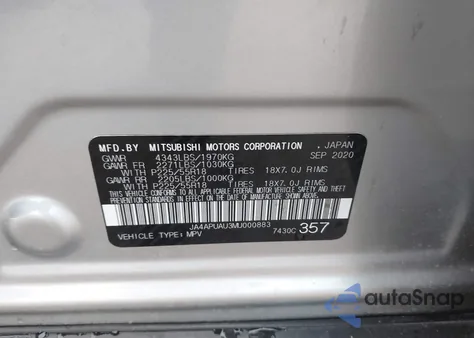 MFD.BY MITSUBISHI MOTORS CORPORATION , JAPAN
GVWR 4343LBS/1970KG SEP 2020
GAWR FR 2271LBS/1030KG
WITH P225/55R18 TIRES 18X7.0J RIMS
GAWR RR 2205LBS/1000KG
WITH P225/55R18 TIRES 18X7.0J RIMS
THIS VEHICLE CONFORMS TO ALL APPLICABLE FEDERAL MOTOR VEHICLE SAFETY AND THEFT PREVENTION STANDARDS IN EFFECT ON THE DATE OF MANUFACTURE SHOWN ABOVE.
JA4APUAU3MU000883
VEHICLE TYPE: MPV 7430C 357
autoSnap